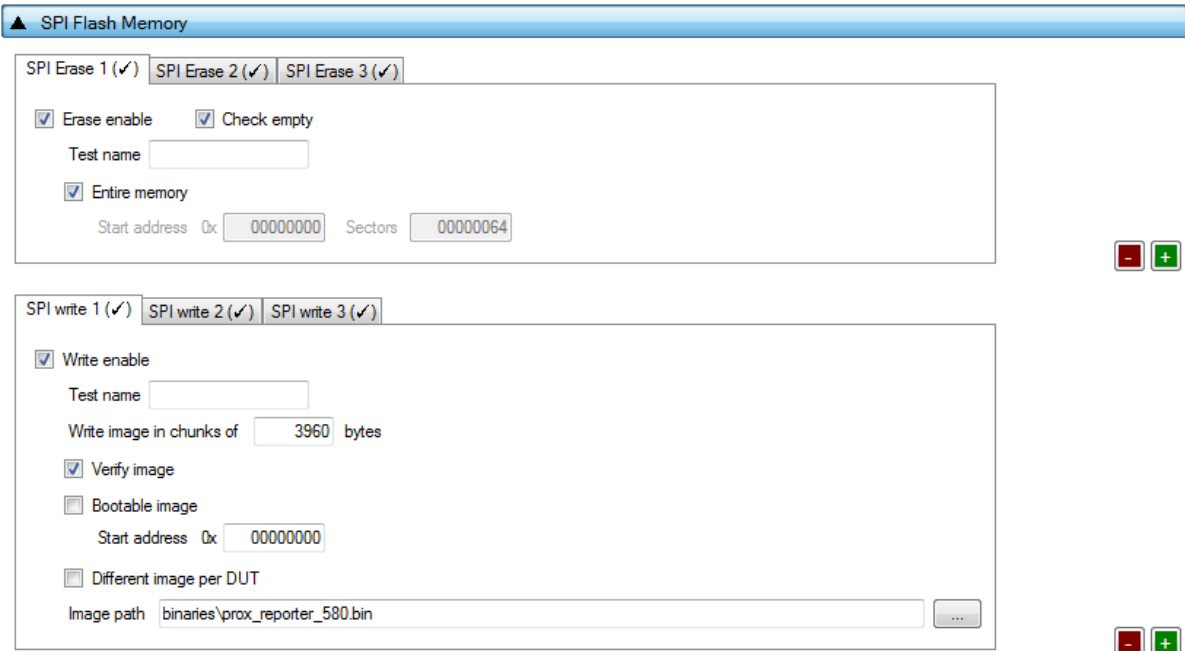 ▲ SPI Flash Memory
SPI Erase 1 (✓) SPI Erase 2 (✓) SPI Erase 3 (✓)
Erase enable Check empty
Test name
Entire memory
Start address 0x 00000000 Sectors 00000064
- +
SPI write 1 (✓) SPI write 2 (✓) SPI write 3 (✓)
Write enable
Test name
Write image in chunks of 3960 bytes
Verify image
Bootable image
Start address 0x 00000000
Different image per DUT
Image path binaries\prox_reporter_580.bin ...
- +